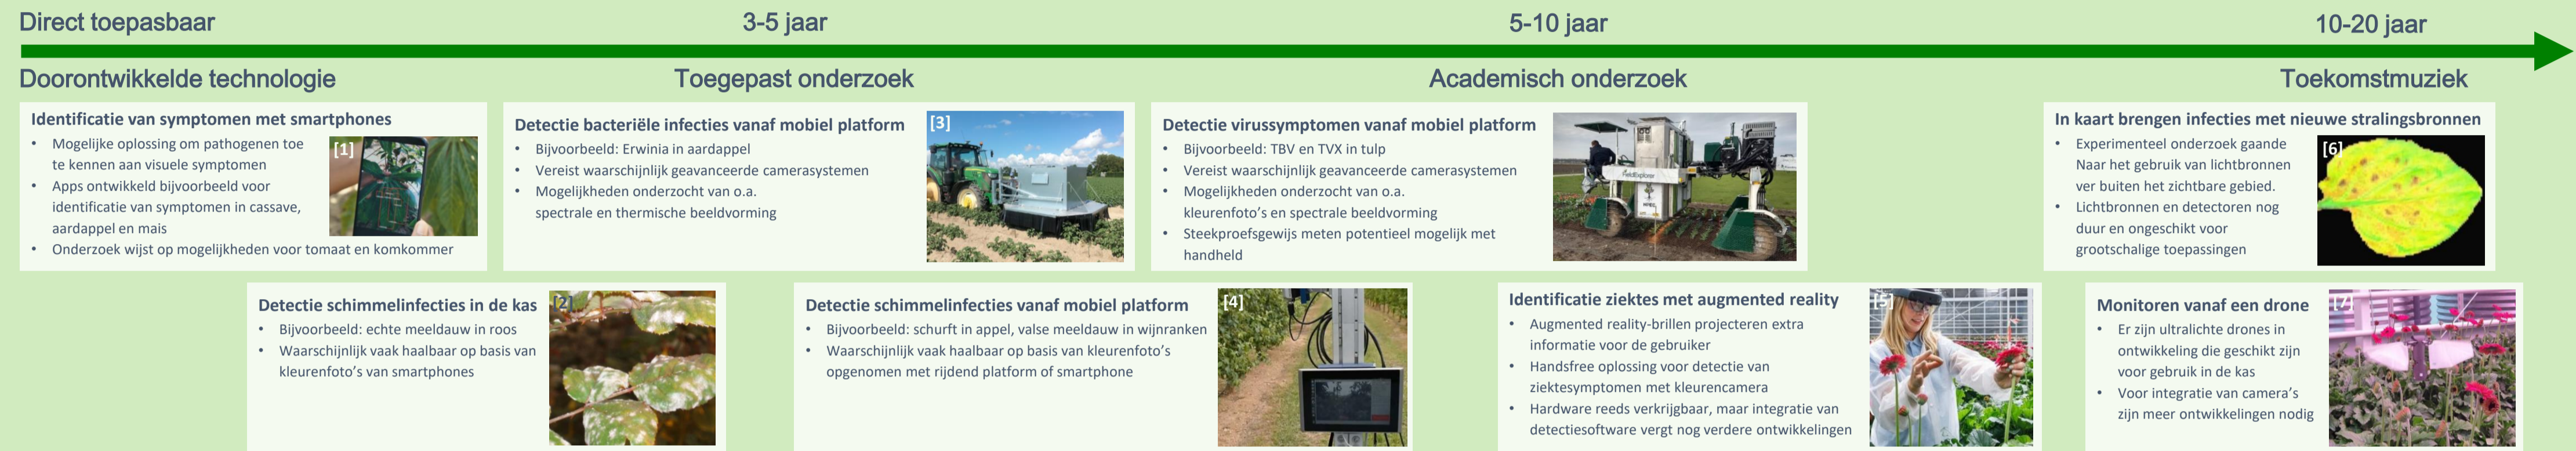 Direct toepasbaar
3-5 jaar
5-10 jaar
10-20 jaar
Doorontwikkelde technologie
Toegepast onderzoek
Academisch onderzoek
Toekomstmuziek
Identificatie van symptomen met smartphones
• Mogelijke oplossing om pathogenen toe
te kennen aan visuele symptomen
• Apps ontwikkeld bijvoorbeeld voor
identificatie van symptomen in cassave,
aardappel en mais
• Onderzoek wijst op mogelijkheden voor tomaat en komkommer
[1]
Detectie bacteriële infecties vanaf mobiel platform
• Bijvoorbeeld: Erwinia in aardappel
• Vereist waarschijnlijk geavanceerde camerasystemen
• Mogelijkheden onderzocht van o.a.
spectrale en thermische beeldvorming
[3]
Detectie virussymptomen vanaf mobiel platform
• Bijvoorbeeld: TBV en TVX in tulp
• Vereist waarschijnlijk geavanceerde camerasystemen
• Mogelijkheden onderzocht van o.a.
kleurenfoto's en spectrale beeldvorming
• Steekproefsgewijs meten potentieel mogelijk met
handheld
In kaart brengen infecties met nieuwe stralingsbronnen
• Experimenteel onderzoek gaande
Naar het gebruik van lichtbronnen
ver buiten het zichtbare gebied.
• Lichtbronnen en detectoren nog
duur en ongeschikt voor
grootschalige toepassingen
[6]
Detectie schimmelinfecties in de kas
• Bijvoorbeeld: echte meeldauw in roos
• Waarschijnlijk vaak haalbaar op basis van
kleurenfoto's van smartphones
[2]
Detectie schimmelinfecties vanaf mobiel platform
• Bijvoorbeeld: schurft in appel, valse meeldauw in wijnranken
• Waarschijnlijk vaak haalbaar op basis van kleurenfoto's
opgenomen met rijdend platform of smartphone
[4]
Identificatie ziektes met augmented reality
• Augmented reality-brillen projecteren extra
informatie voor de gebruiker
• Handsfree oplossing voor detectie van
ziektesymptomen met kleurencamera
• Hardware reeds verkrijgbaar, maar integratie van
detectiesoftware vergt nog verdere ontwikkelingen
[5]
Monitoren vanaf een drone
• Er zijn ultralichte drones in
ontwikkeling die geschikt zijn
voor gebruik in de kas
• Voor integratie van camera's
zijn meer ontwikkelingen nodig
[7]